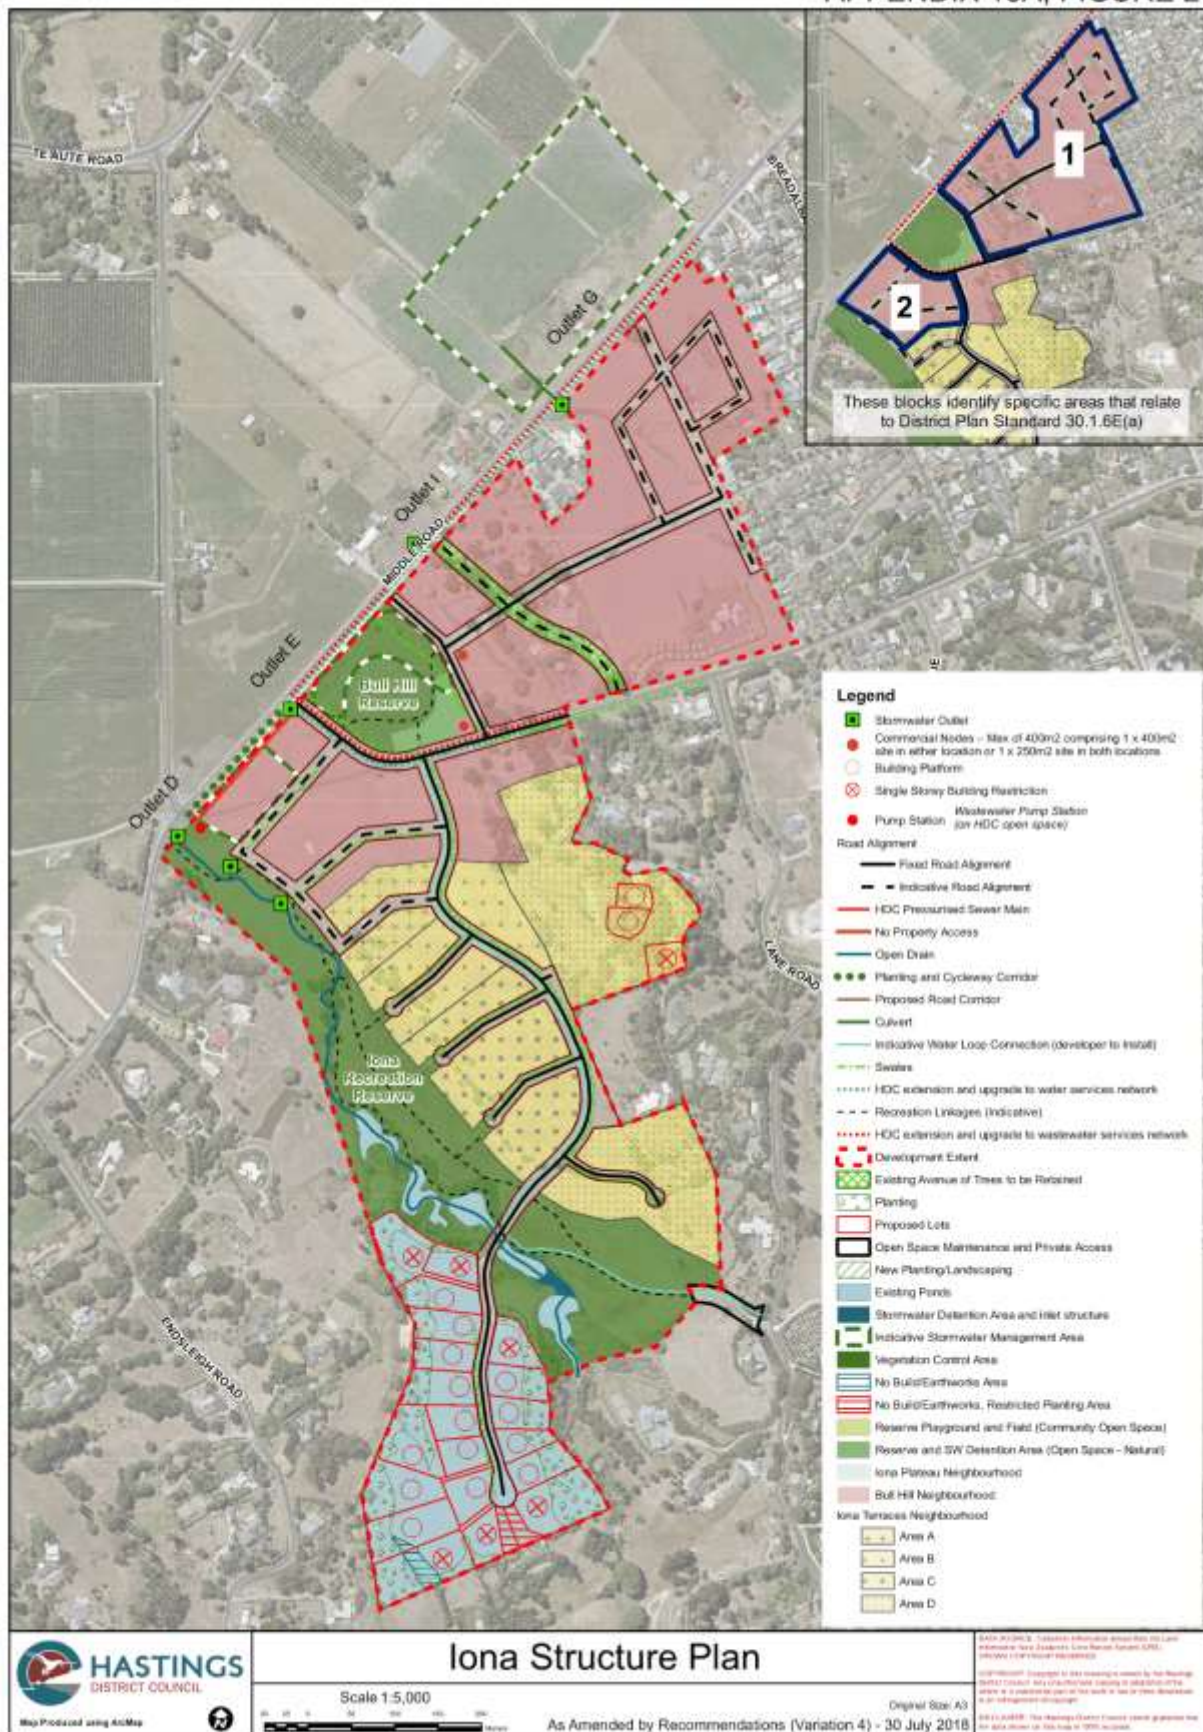 TE AUTE ROAD
Outlet G
Outlet I
MIDDLE ROAD
Outlet E
Bull Hill
Reserve
Outlet D
LANE ROAD
Iona
Recreation
Reserve
ENDSLEIGH ROAD
1
2
These blocks identify specific areas that relate
to District Plan Standard 30.1.6E(a)
Legend
Stormwater Outlet
Commercial Nodes - Max of 400m2 comprising 1 x 400m2
site in either location or 1 x 250m2 site in both locations
Building Platform
Single Storey Building Restriction
Pump Station
Wastewater Pump Station
(on HDC open space)
Road Alignment
Fixed Road Alignment
Indicative Road Alignment
HDC Pressurised Sewer Main
No Property Access
Open Drain
Planting and Cycleway Corridor
Proposed Road Corridor
Culvert
Indicative Water Loop Connection (developer to install)
Swales
HDC extension and upgrade to water services network
Recreation Linkages (Indicative)
HDC extension and upgrade to wastewater services network
Development Extent
Existing Avenue of Trees to be Retained
Planting
Proposed Lots
Open Space Maintenance and Private Access
New Planting/Landscaping
Existing Ponds
Stormwater Detention Area and inlet structure
Indicative Stormwater Management Area
Vegetation Control Area
No Build/Earthworks Area
No Build/Earthworks, Restricted Planting Area
Reserve Playground and Field (Community Open Space)
Reserve and SW Detention Area (Open Space - Natural)
Iona Plateau Neighbourhood
Bull Hill Neighbourhood
Iona Terraces Neighbourhood
Area A
Area B
Area C
Area D
HASTINGS
DISTRICT COUNCIL
Map Produced using ArcMap
Iona Structure Plan
Scale 1:5,000
Original Size: A3
As Amended by Recommendations (Variation 4) - 30 July 2018